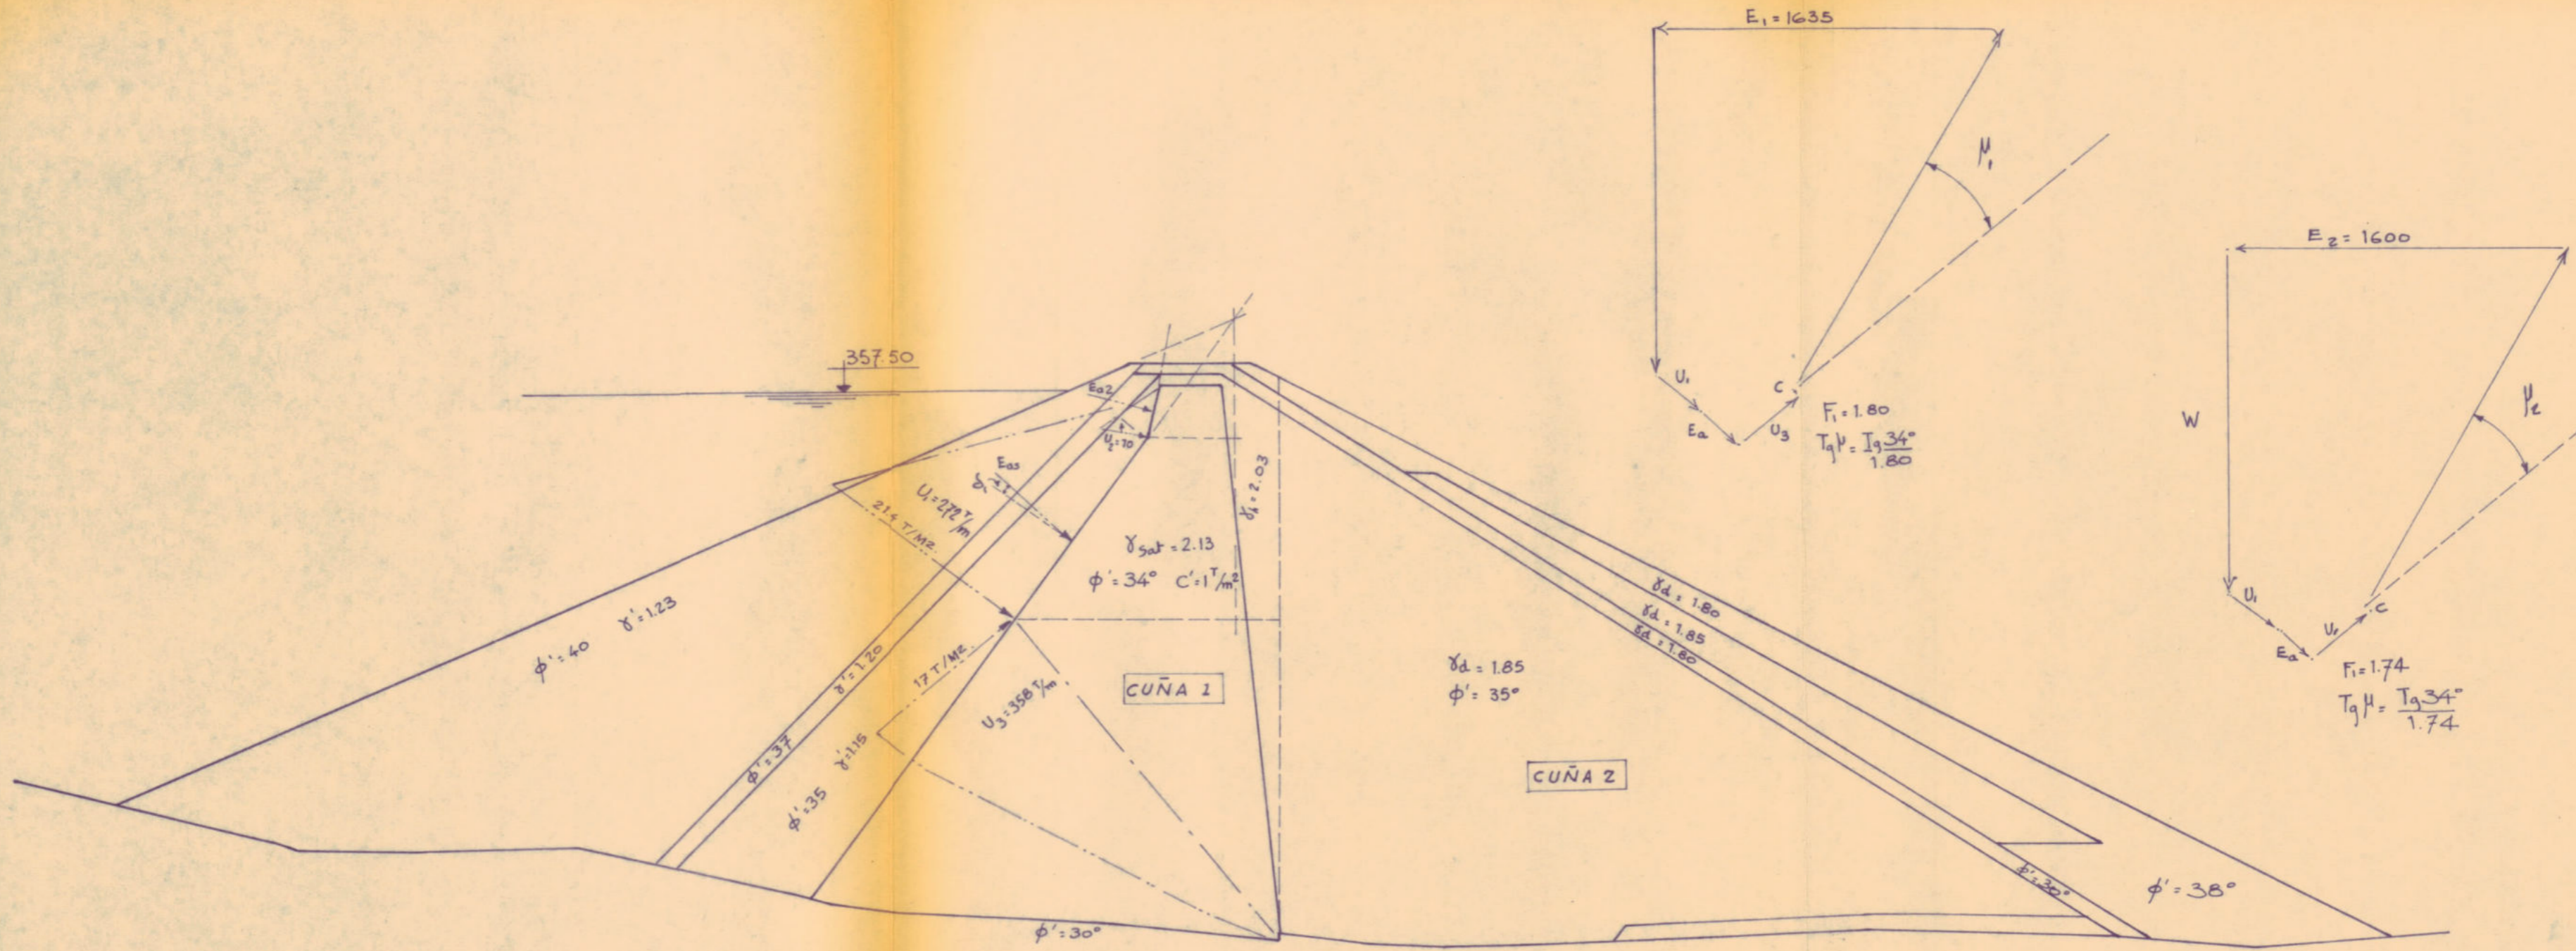 E₁ = 1635
μ₁
U₁
Ea
U₃
C
F₁ = 1.80
Tg μ = Tg 34° / 1.80
E₂ = 1600
W
μ₂
U₁
Ea
C
F₁ = 1.74
Tg μ = Tg 34° / 1.74
357.50
Ea2
U₂ = 70
Ea3
δ
U₁ = 272 T/m
21.4 T/M2
γsat = 2.13
φ' = 34° C' = 1 T/m²
= 2.03
φ' = 40 γ' = 1.23
γ' = 1.20
φ' = 37
17 T/M2
U₃ = 358 T/m
φ' = 35 γ' = 1.15
CUÑA 1
γd = 1.85
φ' = 35°
CUÑA 2
γd = 1.80
γd = 1.85
γd = 1.80
φ' = 30°
φ' = 38°
φ' = 30°